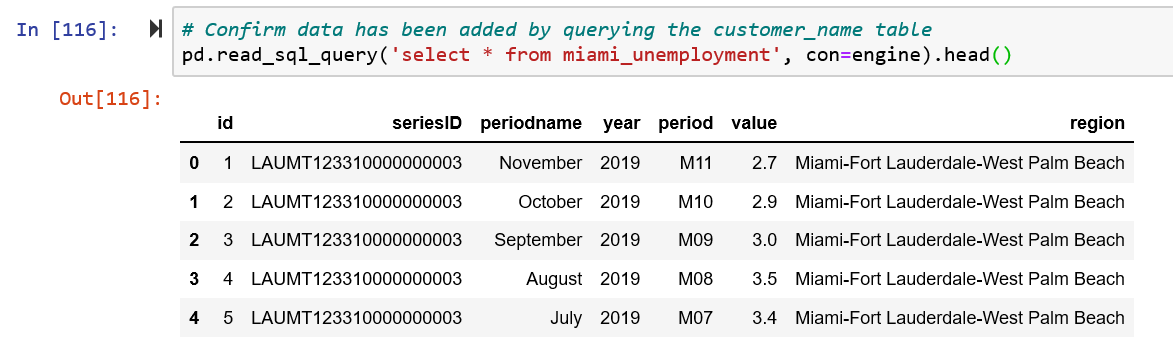 In [116]: # Confirm data has been added by querying the customer_name table
pd.read_sql_query('select * from miami_unemployment', con=engine).head()
Out[116]:
id seriesID periodname year period value region
0 1 LAUMT123310000000003 November 2019 M11 2.7 Miami-Fort Lauderdale-West Palm Beach
1 2 LAUMT123310000000003 October 2019 M10 2.9 Miami-Fort Lauderdale-West Palm Beach
2 3 LAUMT123310000000003 September 2019 M09 3.0 Miami-Fort Lauderdale-West Palm Beach
3 4 LAUMT123310000000003 August 2019 M08 3.5 Miami-Fort Lauderdale-West Palm Beach
4 5 LAUMT123310000000003 July 2019 M07 3.4 Miami-Fort Lauderdale-West Palm Beach